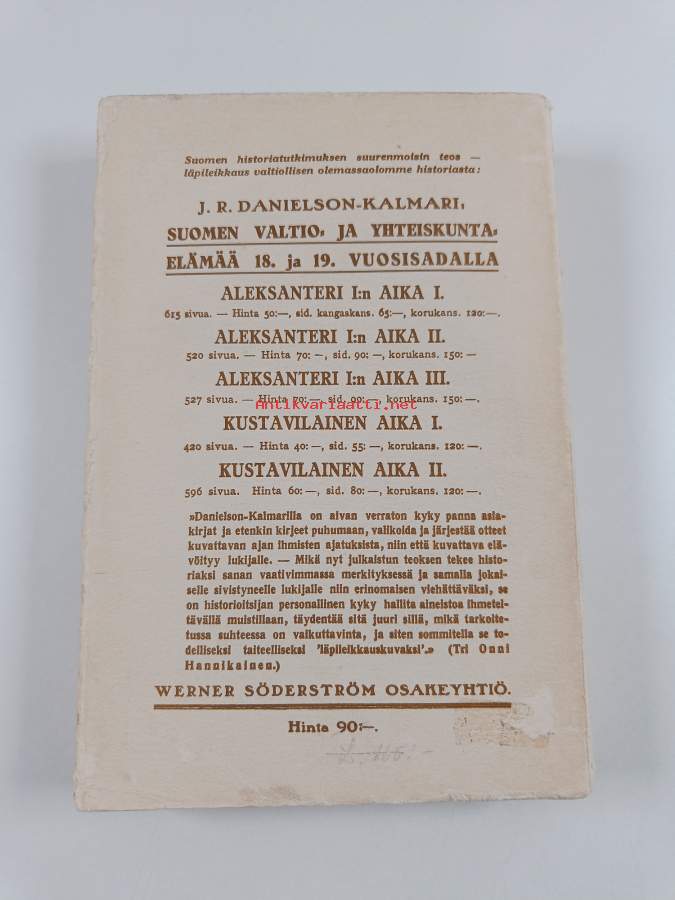 Suomen historiatutkimuksen suurenmoisin teos —
läpileikkaus valtiollisen olemassaolomme historiasta:
J. R. DANIELSON-KALMARI,
SUOMEN VALTIO- JA YHTEISKUNTA-
ELÄMÄÄ 18. ja 19. VUOSISADALLA
ALEKSANTERI I:n AIKA I.
615 sivua. — Hinta 50:—, sid. kangaskans. 65:—, korukans. 120:—.
ALEKSANTERI I:n AIKA II.
520 sivua. — Hinta 70:—, sid. 90:—, korukans. 150:—
ALEKSANTERI I:n AIKA III.
527 sivua. — Hinta 70:—, sid. 90:—, korukans. 150:—.
Antikvariaatti.net
KUSTAVILAINEN AIKA I.
420 sivua. — Hinta 40:—, sid. 55:—, korukans. 120:—.
KUSTAVILAINEN AIKA II.
596 sivua. Hinta 60:—, sid. 80:—, korukans. 120:—.
»Danielson-Kalmarilla on aivan verraton kyky panna asia-
kirjat ja etenkin kirjeet puhumaan, valikoida ja järjestää otteet
kuvattavan ajan ihmisten ajatuksista, niin että kuvattava elä-
vöityy lukijalle. — Mikä nyt julkaistun teoksen tekee histo-
riaksi sanan vaativimmassa merkityksessä ja samalla jokai-
selle sivistyneelle lukijalle niin erinomaisen viehättäväksi, se
on historioitsijan personallinen kyky hallita aineistoa ihmetel-
tävällä muistillaan, täydentää sitä juuri sillä, mikä tarkoite-
tussa suhteessa on vaikuttavinta, ja siten sommitella se to-
delliseksi taiteelliseksi 'läpileikkauskuvaksi'.» (Tri Onni
Hannikainen.)
WERNER SÖDERSTRÖM OSAKEYHTIÖ.
Hinta 90:—.